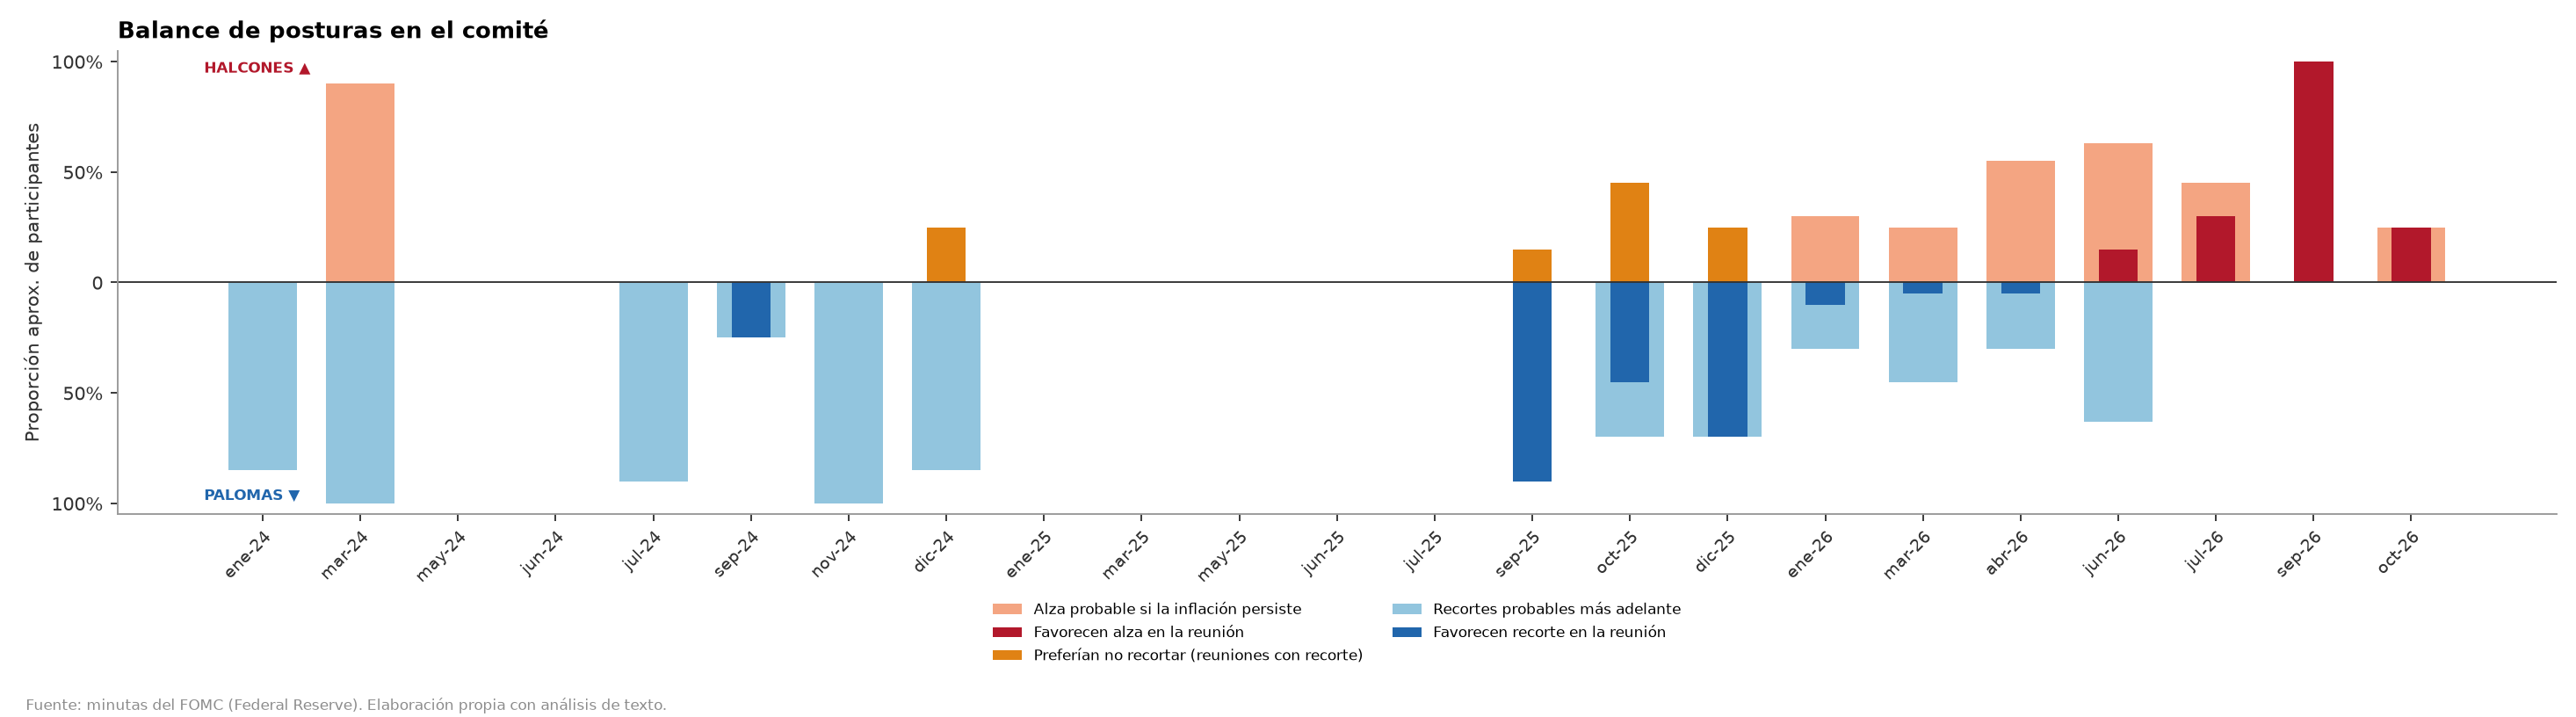 Balance de posturas en el comité
Proporción aprox. de participantes
100%
50%
0
50%
100%
HALCONES ▲
PALOMAS ▼
ene-24
mar-24
may-24
jun-24
jul-24
sep-24
nov-24
dic-24
ene-25
mar-25
may-25
jun-25
jul-25
sep-25
oct-25
dic-25
ene-26
mar-26
abr-26
jun-26
jul-26
sep-26
oct-26
Alza probable si la inflación persiste
Favorecen alza en la reunión
Preferían no recortar (reuniones con recorte)
Recortes probables más adelante
Favorecen recorte en la reunión
Fuente: minutas del FOMC (Federal Reserve). Elaboración propia con análisis de texto.